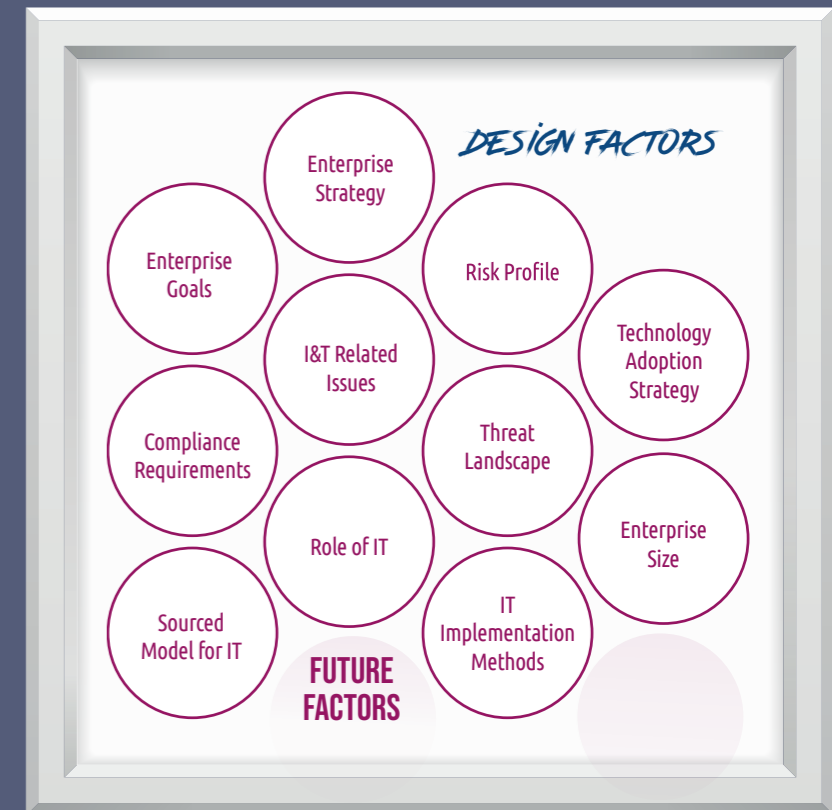 DESIGN FACTORS
Enterprise
Strategy
Enterprise
Goals
Risk Profile
I&T Related
Issues
Technology
Adoption
Strategy
Compliance
Requirements
Threat
Landscape
Role of IT
Enterprise
Size
Sourced
Model for IT
IT
Implementation
Methods
FUTURE
FACTORS